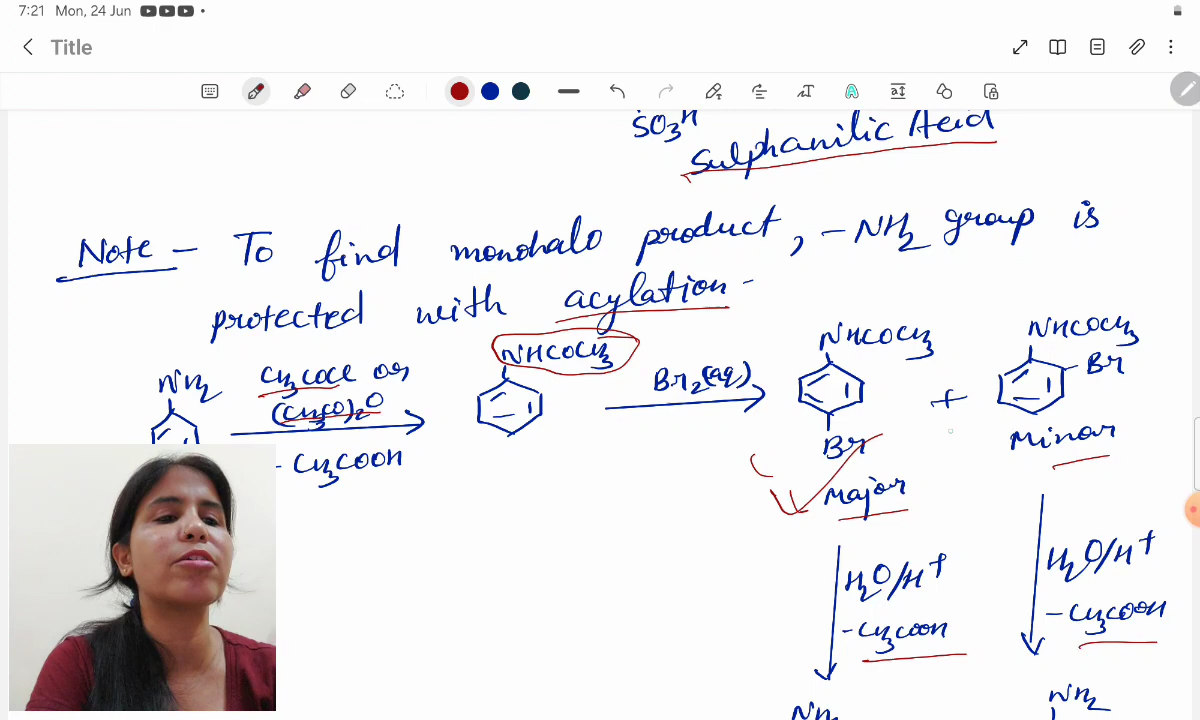 7:21 Mon, 24 Jun
Title
SO3H
Sulphanilic Acid
Note - To find monohalo product, -NH2 group is
protected with acylation -
NH2
CH3COCl or
(CH3CO)2O
- CH3COOH
NHCOCH3
Br2(aq)
NHCOCH3
Br
Major
+
NHCOCH3
Br
Minor
H2O/H+
-CH3COOH
H2O/H+
- CH3COOH
NH2
NH2